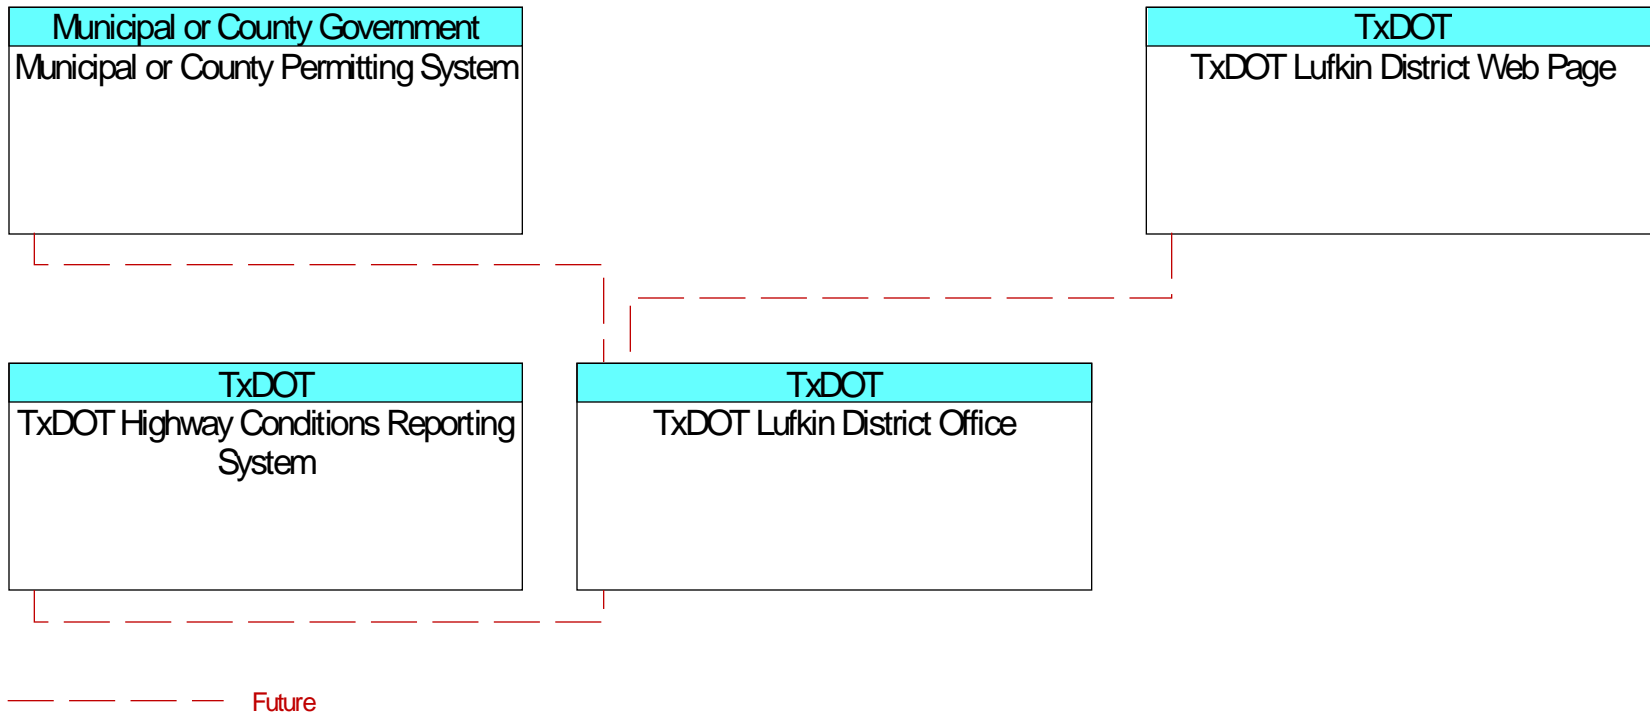 Municipal or County Government
Municipal or County Permitting System
TxDOT
TxDOT Lufkin District Web Page
TxDOT
TxDOT Highway Conditions Reporting
System
TxDOT
TxDOT Lufkin District Office
Future